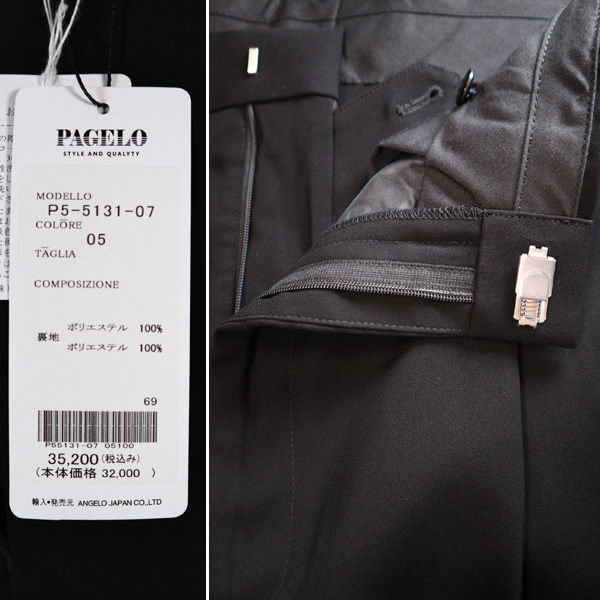 PAGELO
STYLE AND QUALYTY
MODELLO
P5-5131-07
COLORE
05
TAGLIA
COMPOSIZIONE
ポリエステル 100%
裏地
ポリエステル 100%
69
P55131-07 05100
35,200(税込み)
(本体価格 32,000 )
輸入・発売元 ANGELO JAPAN CO.,LTD